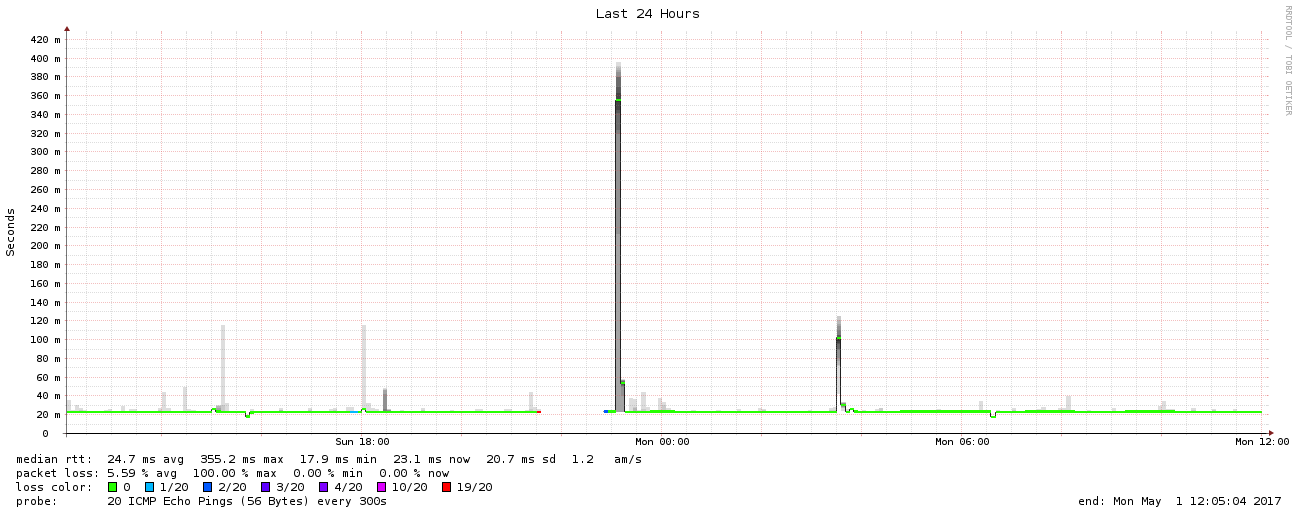 Last 24 Hours
RRDTOOL / TOBI OETIKER
Seconds
420 m
400 m
380 m
360 m
340 m
320 m
300 m
280 m
260 m
240 m
220 m
200 m
180 m
160 m
140 m
120 m
100 m
80 m
60 m
40 m
20 m
0
Sun 18:00 Mon 00:00 Mon 06:00 Mon 12:00
median rtt: 24.7 ms avg 355.2 ms max 17.9 ms min 23.1 ms now 20.7 ms sd 1.2 am/s
packet loss: 5.59 % avg 100.00 % max 0.00 % min 0.00 % now
loss color: 0 1/20 2/20 3/20 4/20 10/20 19/20
probe: 20 ICMP Echo Pings (56 Bytes) every 300s end: Mon May 1 12:05:04 2017